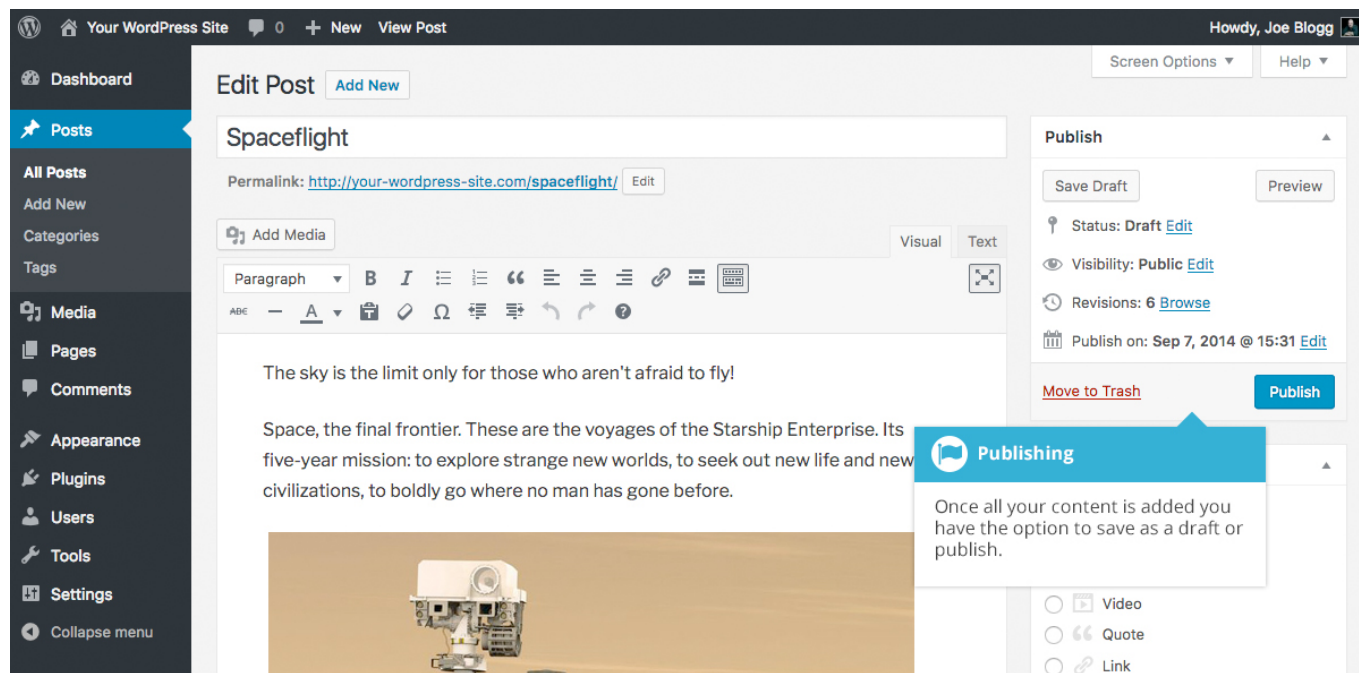 Your WordPress Site 0 New View Post Howdy, Joe Blogg
Screen Options Help
Dashboard
Posts
All Posts
Add New
Categories
Tags
Media
Pages
Comments
Appearance
Plugins
Users
Tools
Settings
Collapse menu
Edit Post Add New
Spaceflight
Permalink: http://your-wordpress-site.com/spaceflight/ Edit
Add Media
Visual Text
Paragraph B I
ABC A Ω
The sky is the limit only for those who aren't afraid to fly!
Space, the final frontier. These are the voyages of the Starship Enterprise. Its
five-year mission: to explore strange new worlds, to seek out new life and new
civilizations, to boldly go where no man has gone before.
Publish
Save Draft Preview
Status: Draft Edit
Visibility: Public Edit
Revisions: 6 Browse
Publish on: Sep 7, 2014 @ 15:31 Edit
Move to Trash Publish
Publishing
Once all your content is added you
have the option to save as a draft or
publish.
Video
Quote
Link